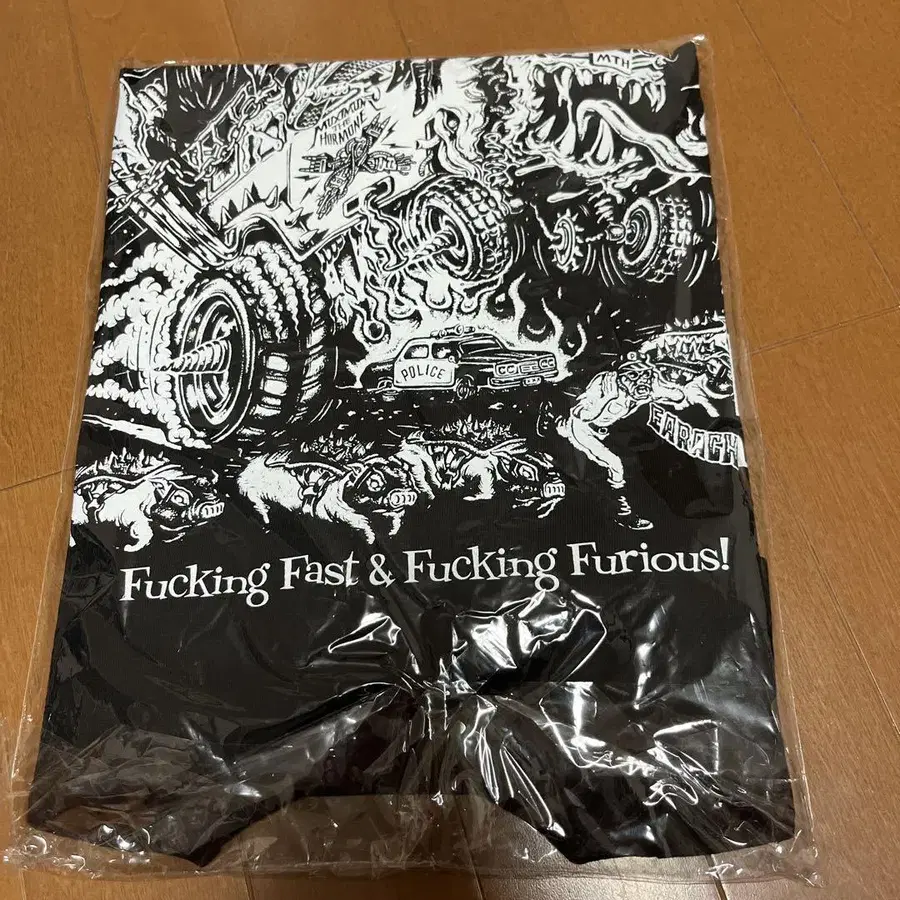 MTH
MAXIMUM
THE
HORMONE
POLICE
EARACH
Fucking Fast & Fucking Furious!